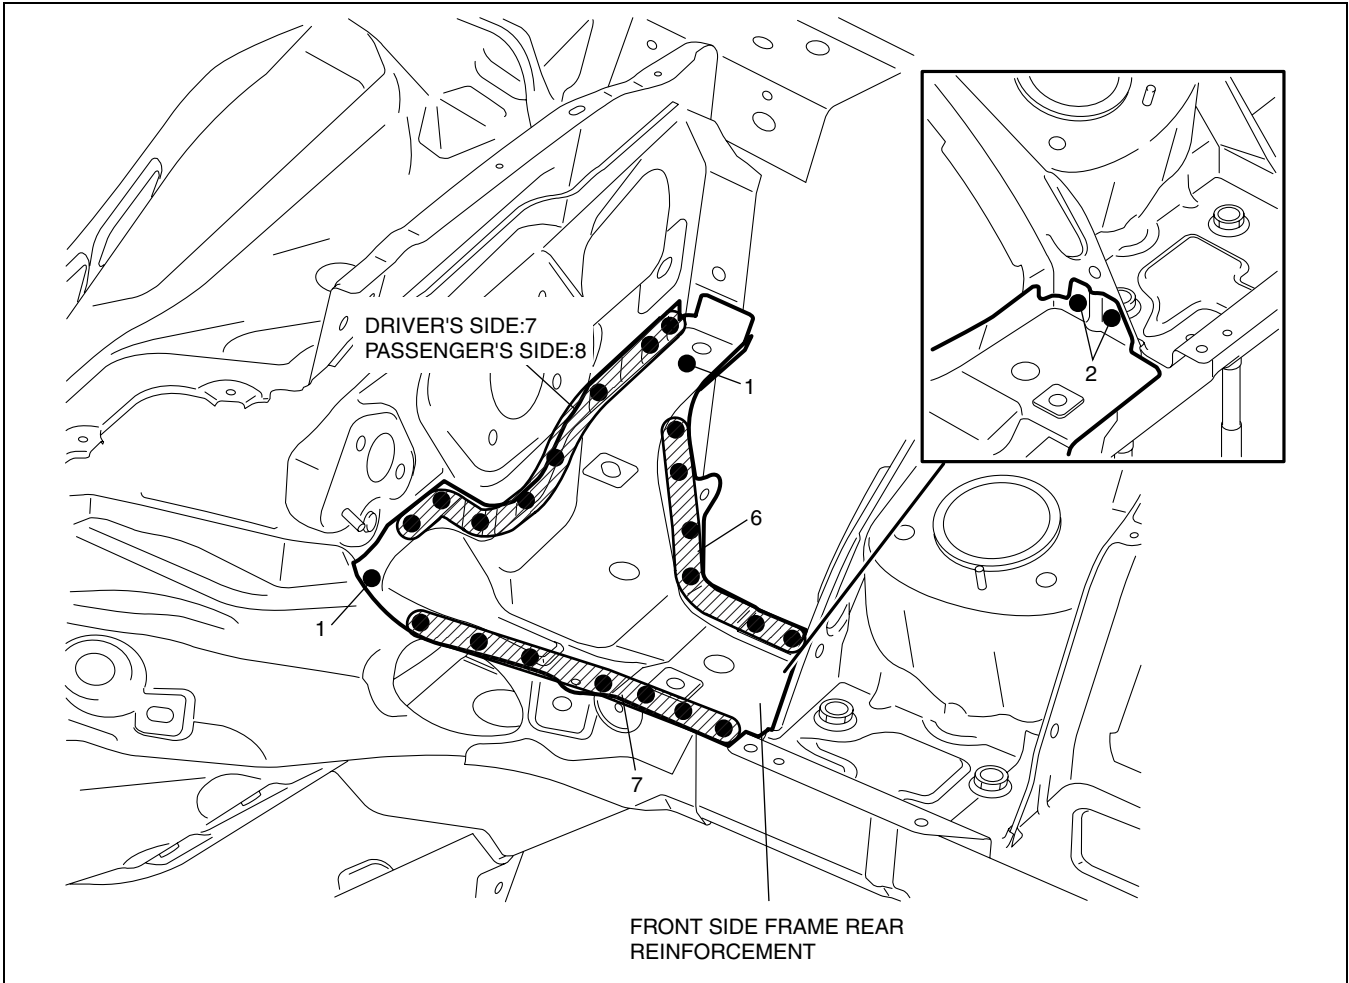 DRIVER'S SIDE:7
PASSENGER'S SIDE:8
1
2
6
1
7
FRONT SIDE FRAME REAR
REINFORCEMENT